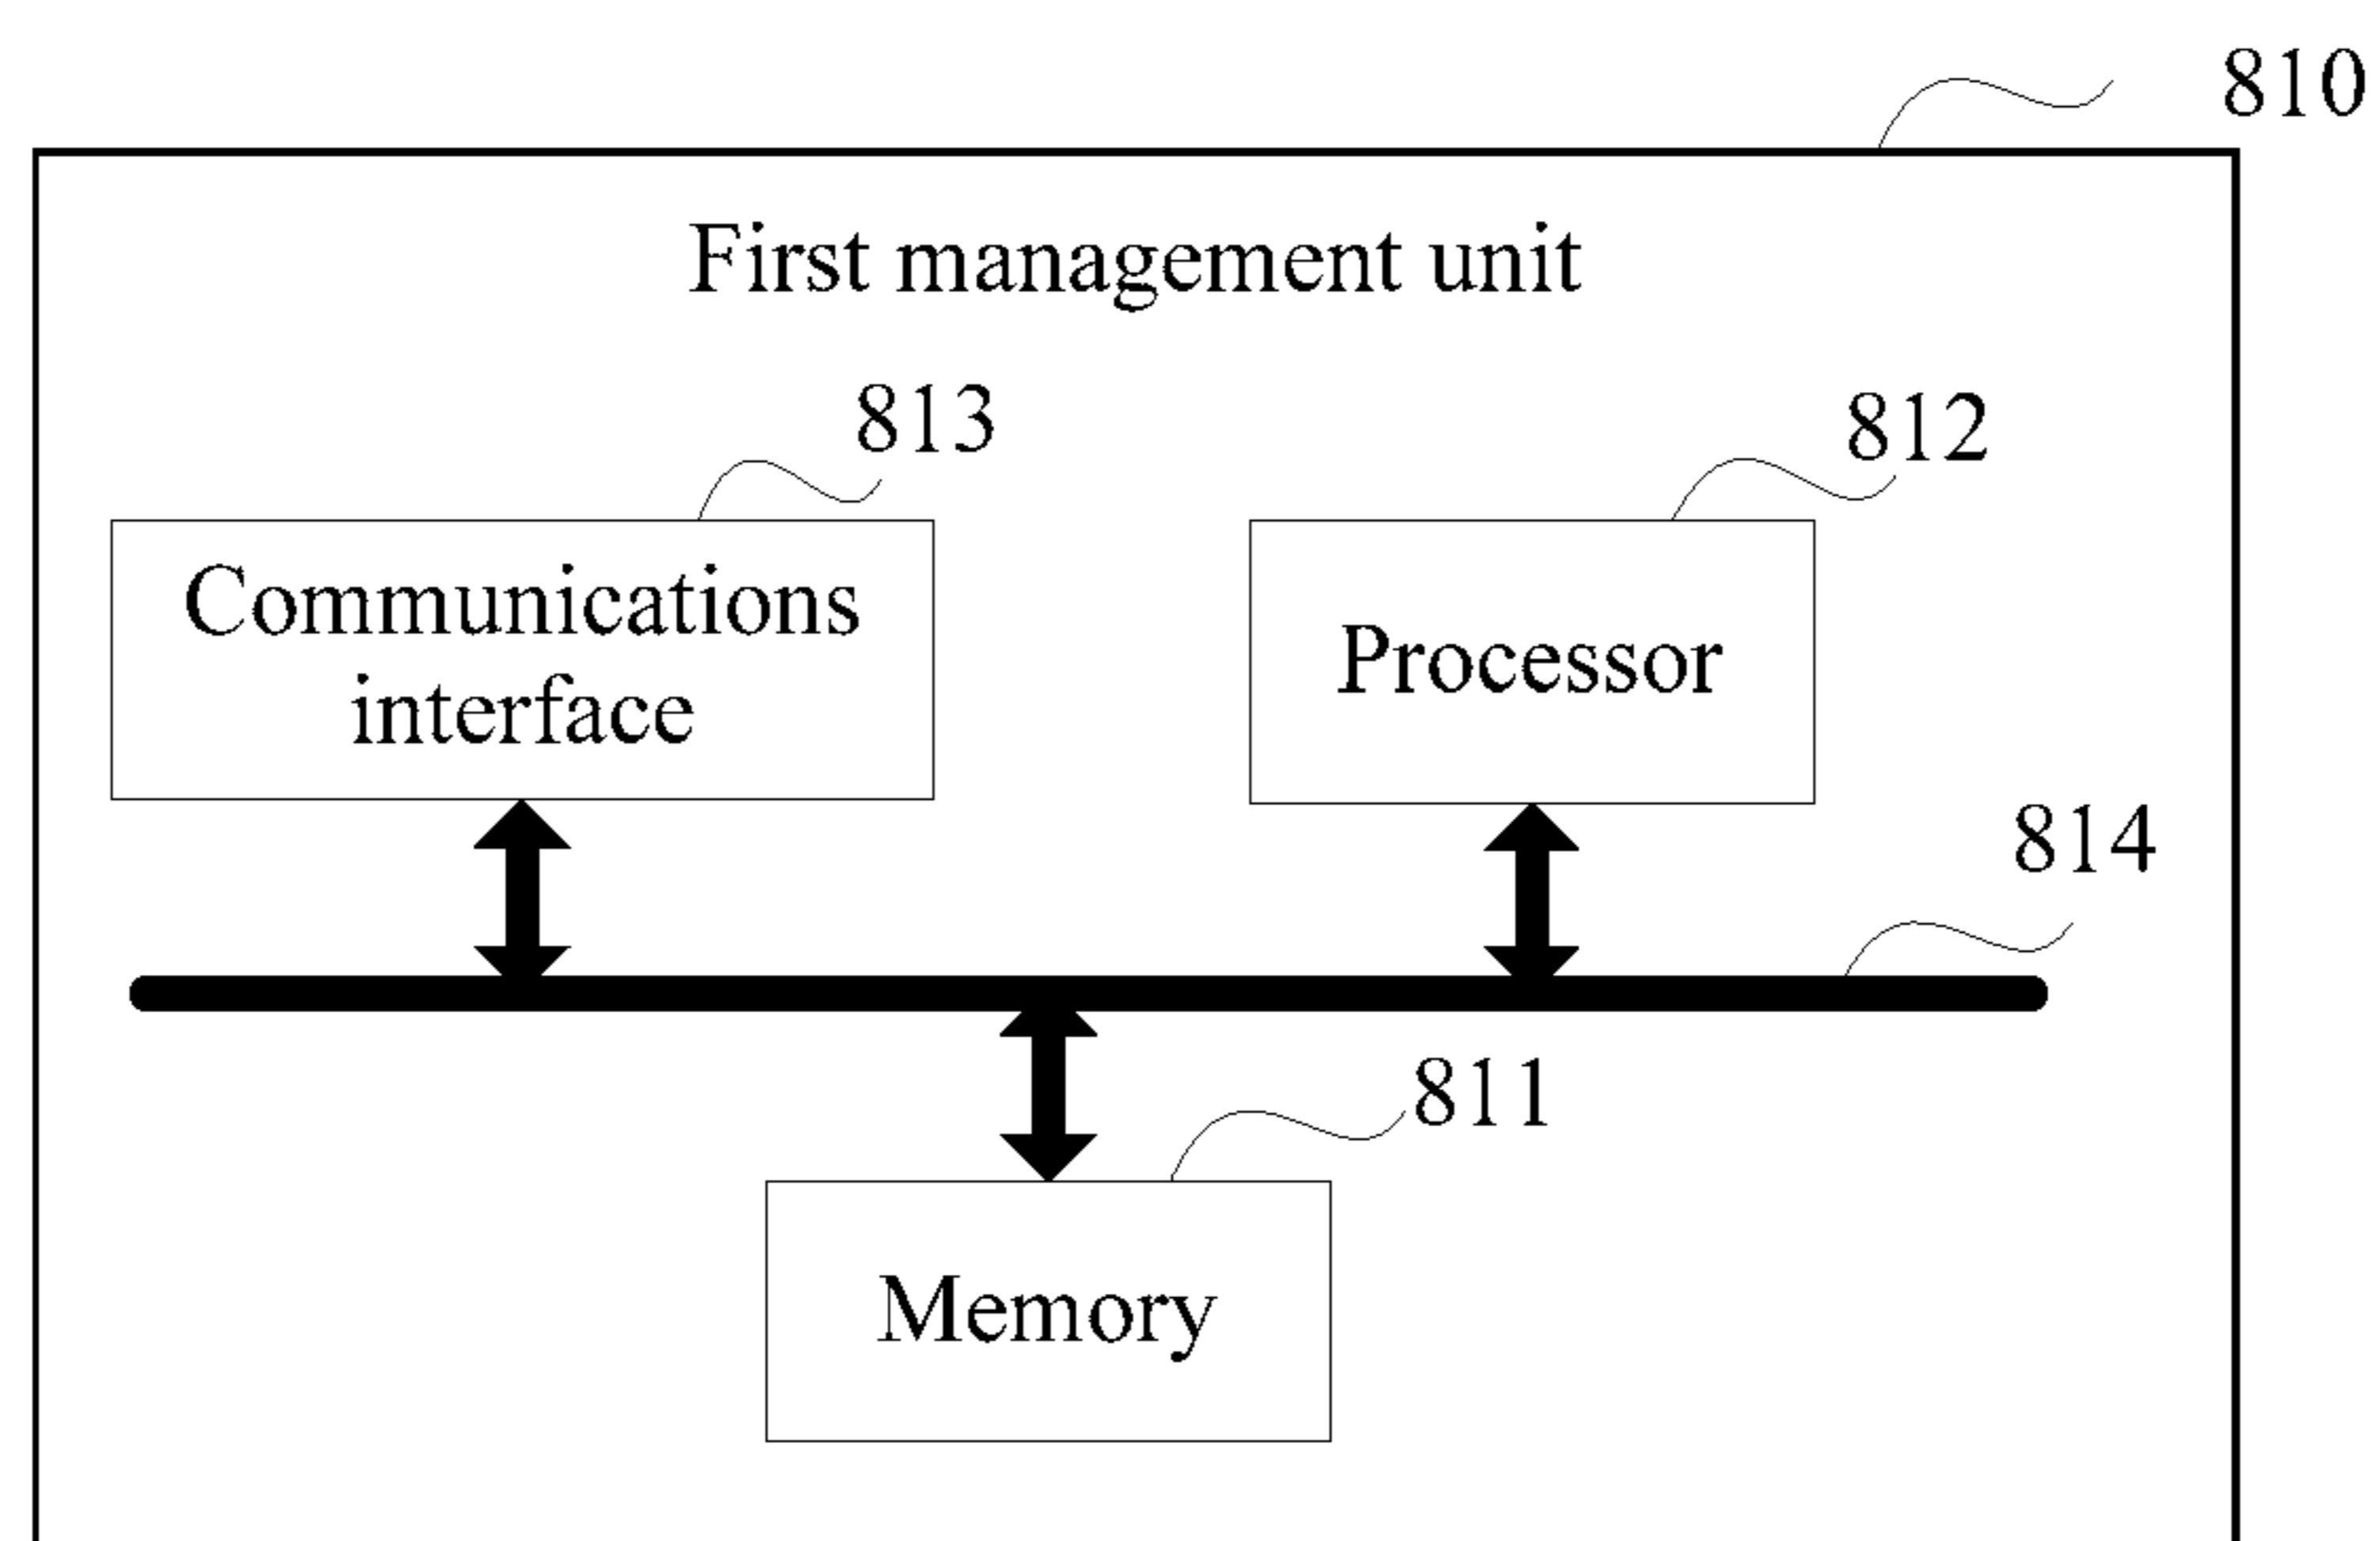 810
First management unit
813
812
Communications
interface
Processor
814
811
Memory